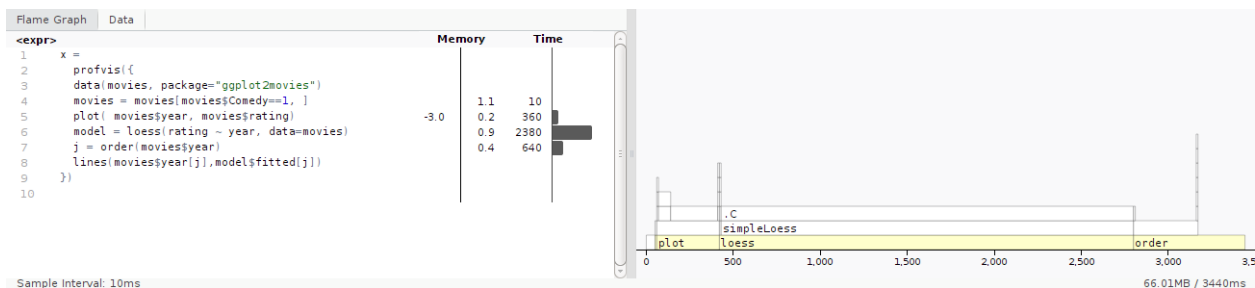 Flame Graph Data
<expr> Memory Time
1 x =
2 profvis({
3 data(movies, package="ggplot2movies")
4 movies = movies[movies$Comedy==1, ] 1.1 10
5 plot( movies$year, movies$rating) -3.0 0.2 360
6 model = loess(rating ~ year, data=movies) 0.9 2380
7 j = order(movies$year) 0.4 640
8 lines(movies$year[j],model$fitted[j])
9 })
10
Sample Interval: 10ms
.C
simpleLoess
plot loess order
0 500 1,000 1,500 2,000 2,500 3,000 3,5
66.01MB / 3440ms